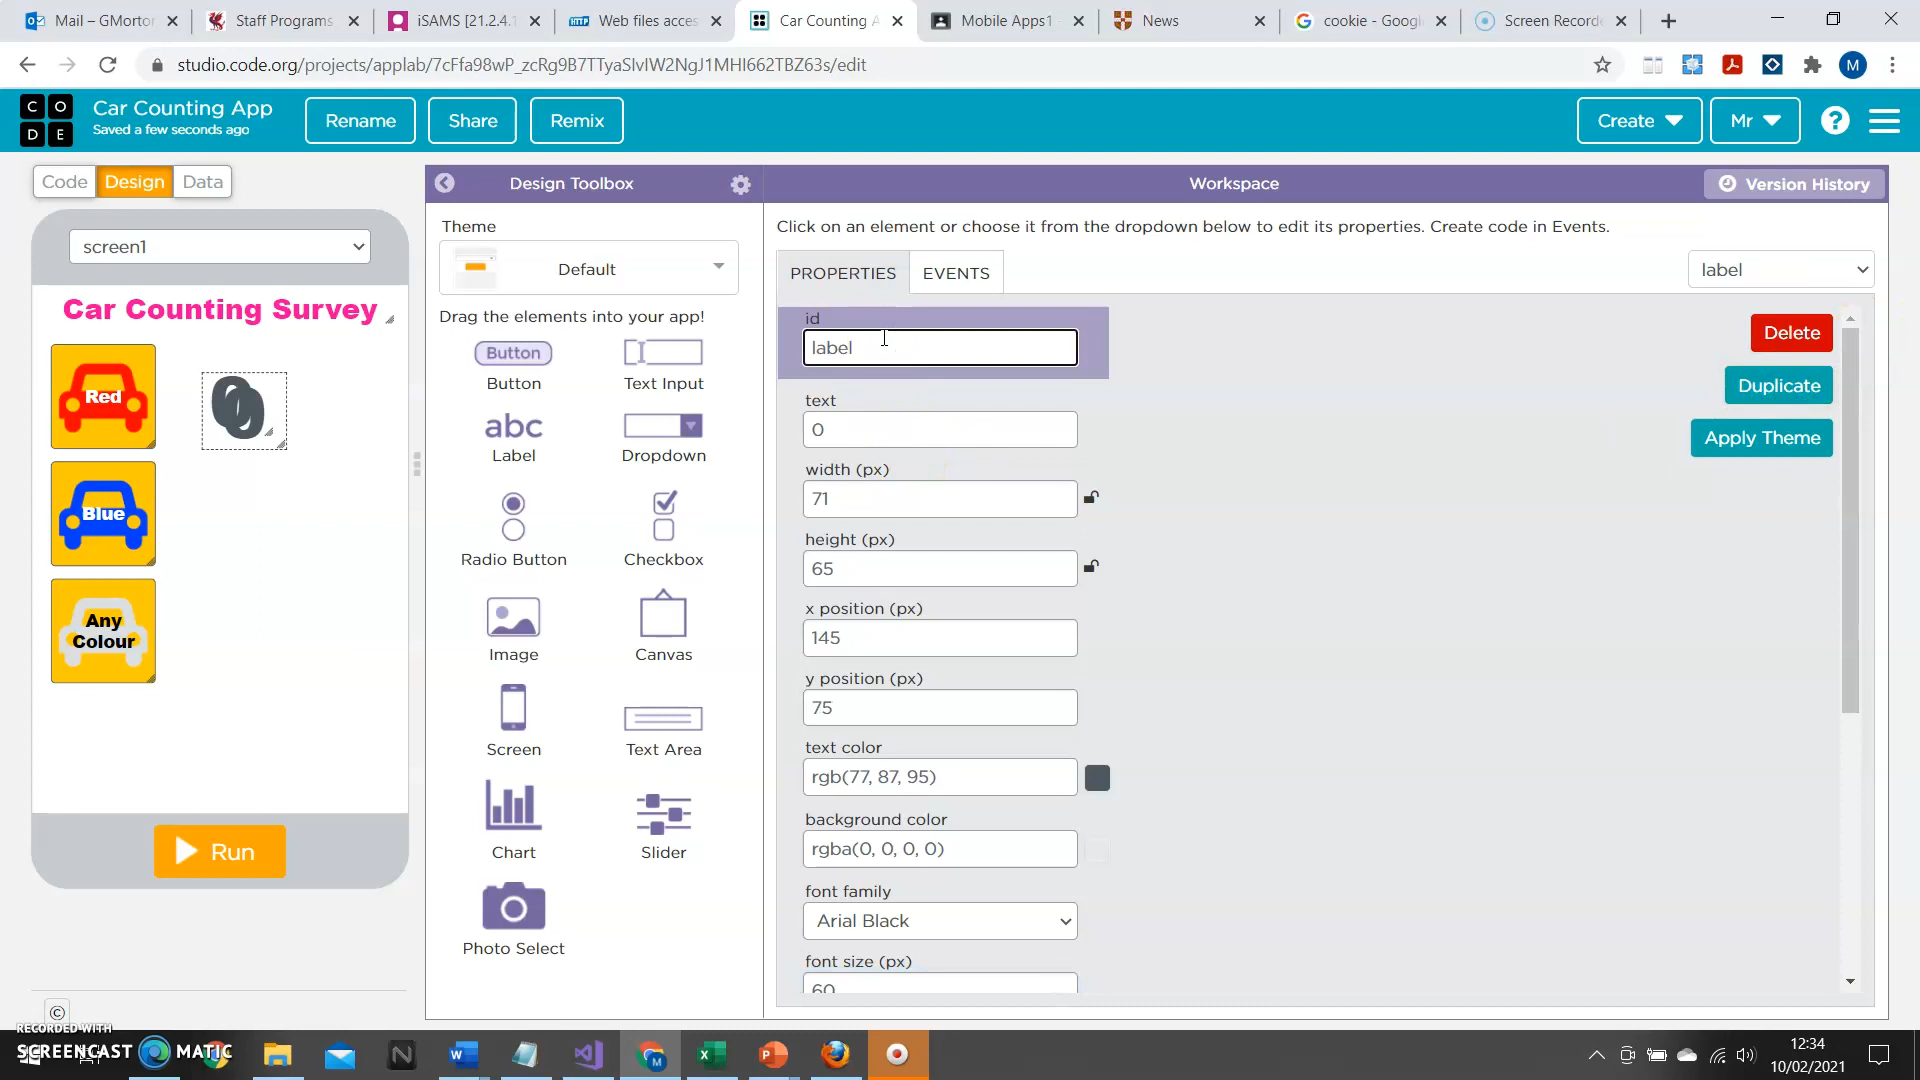 Mail – GMorton
Staff Programs
iSAMS [21.2.4.1
Web files acces
Car Counting A
Mobile Apps1
News
cookie - Googl
Screen Recorde
studio.code.org/projects/applab/7cFfa98wP_zcRg9B7TTyaSIvIW2NgJ1MHI662TBZ63s/edit
M
C O
D E
Car Counting App
Saved a few seconds ago
Rename
Share
Remix
Create
Mr
?
Code
Design
Data
Design Toolbox
Workspace
Version History
screen1
Theme
Default
Click on an element or choose it from the dropdown below to edit its properties. Create code in Events.
PROPERTIES
EVENTS
label
Car Counting Survey
Red
0
0
Blue
Any
Colour
Run
Drag the elements into your app!
Button
Button
Text Input
abc
Label
Dropdown
Radio Button
Checkbox
Image
Canvas
Screen
Text Area
Chart
Slider
Photo Select
id
label
text
0
width (px)
71
height (px)
65
x position (px)
145
y position (px)
75
text color
rgb(77, 87, 95)
background color
rgba(0, 0, 0, 0)
font family
Arial Black
font size (px)
60
Delete
Duplicate
Apply Theme
©
RECORDED WITH
SCREENCAST MATIC
12:34
10/02/2021